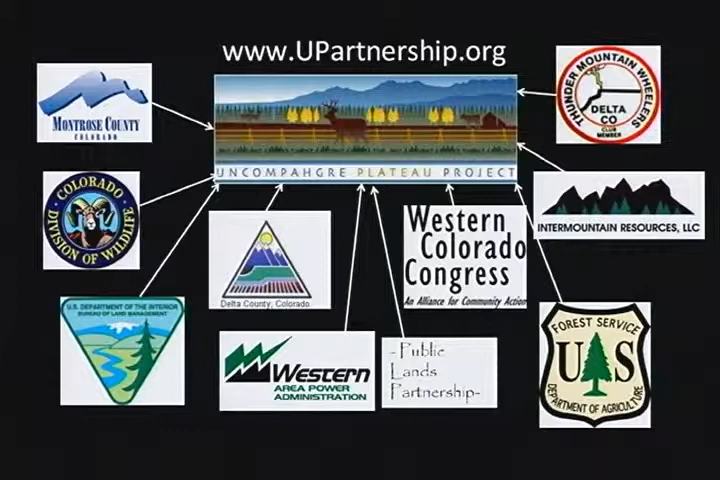 www.UPartnership.org
MONTROSE COUNTY
COLORADO
THUNDER MOUNTAIN WHEELERS
DELTA
CO
CLUB
MEMBER
UNCOMPAHGRE PLATEAU PROJECT
COLORADO
DIVISION OF WILDLIFE
INTERMOUNTAIN RESOURCES, LLC
Delta County, Colorado
Western
Colorado
Congress
An Alliance for Community Action
U.S. DEPARTMENT OF THE INTERIOR
BUREAU OF LAND MANAGEMENT
WESTERN
AREA POWER
ADMINISTRATION
-Public
Lands
Partnership-
FOREST SERVICE
U S
DEPARTMENT OF AGRICULTURE